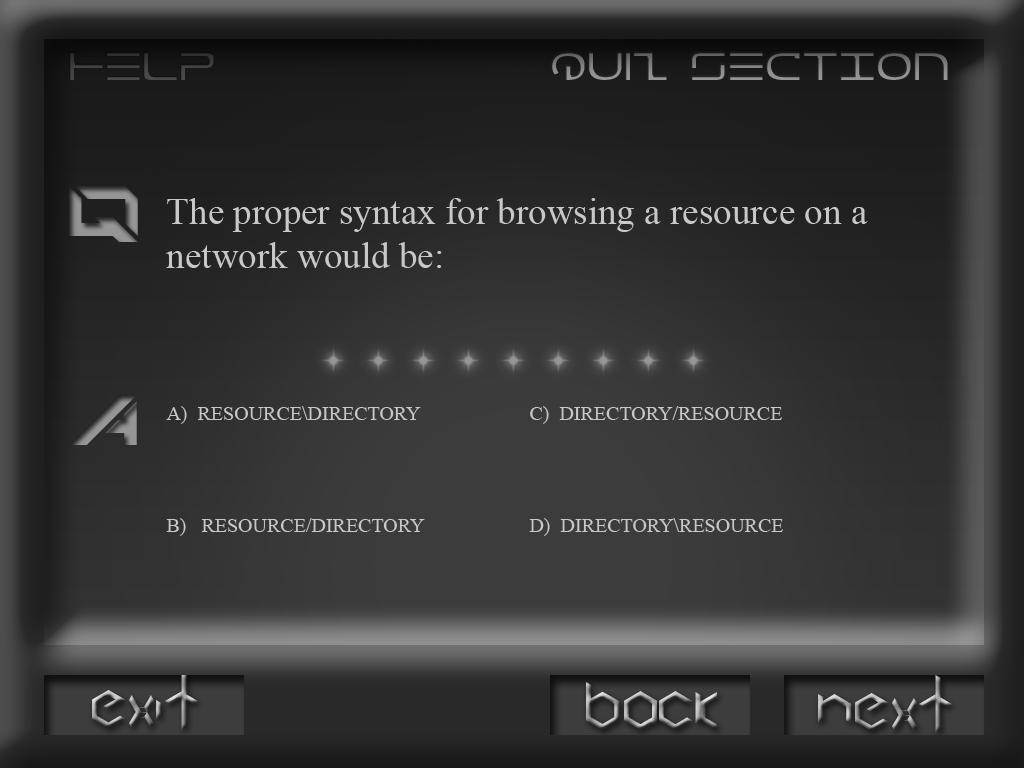 HELP QUIZ SECTION
Q The proper syntax for browsing a resource on a
network would be:
A A) RESOURCE\DIRECTORY C) DIRECTORY/RESOURCE
B) RESOURCE/DIRECTORY D) DIRECTORY\RESOURCE
exit back next